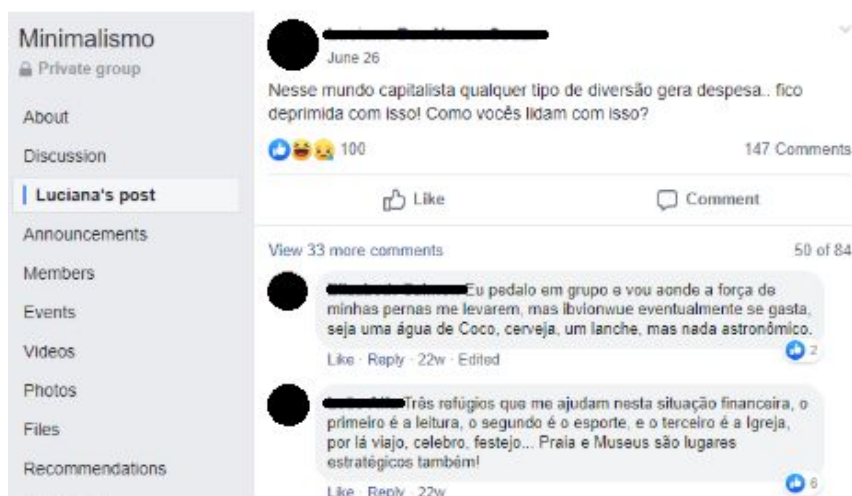 Minimalismo
Private group
About
Discussion
Luciana's post
Announcements
Members
Events
Videos
Photos
Files
Recommendations
June 26
Nesse mundo capitalista qualquer tipo de diversão gera despesa.. fico
deprimida com isso! Como vocês lidam com isso?
100
147 Comments
Like
Comment
View 33 more comments
50 of 84
Eu pedalo em grupo e vou aonde a força de
minhas pernas me levarem, mas ibvionwue eventualmente se gasta,
seja uma água de Coco, cerveja, um lanche, mas nada astronômico.
2
Like · Reply · 22w · Edited
Três refúgios que me ajudam nesta situação financeira, o
primeiro é a leitura, o segundo é o esporte, e o terceiro é a Igreja,
por lá viajo, celebro, festejo... Praia e Museus são lugares
estratégicos também!
6
Like · Reply · 22w